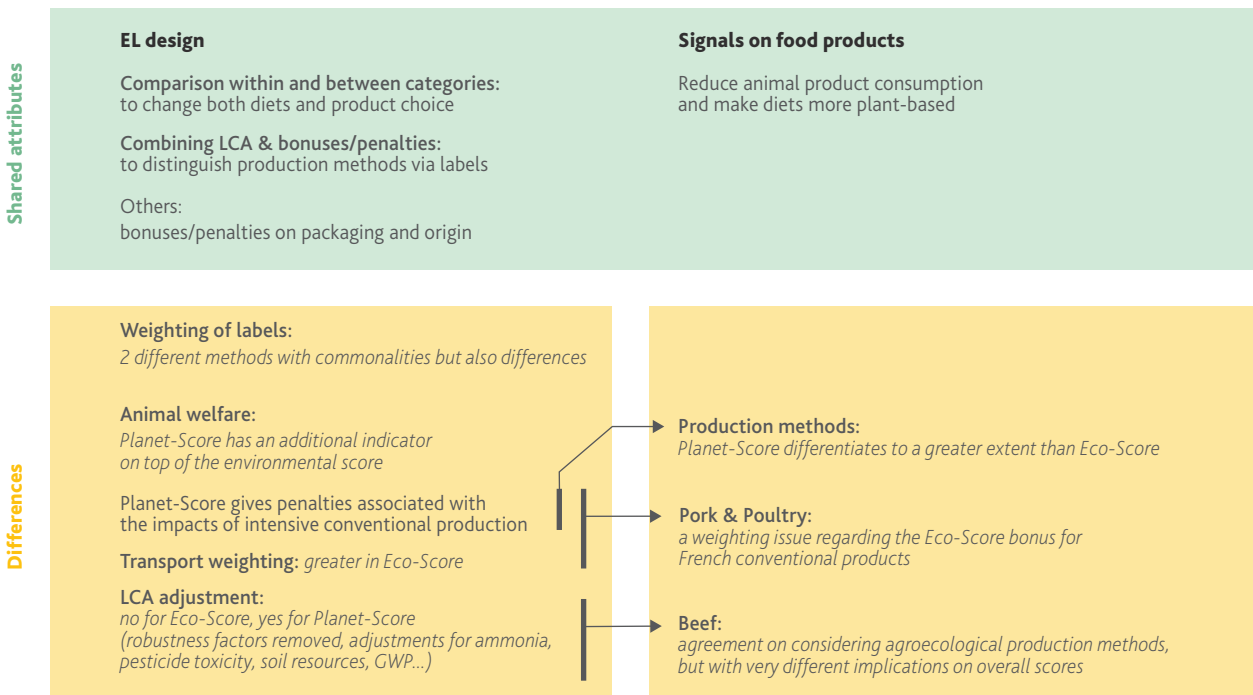 Shared attributes
EL design
Comparison within and between categories:
to change both diets and product choice
Combining LCA & bonuses/penalties:
to distinguish production methods via labels
Others:
bonuses/penalties on packaging and origin
Signals on food products
Reduce animal product consumption
and make diets more plant-based
Differences
Weighting of labels:
2 different methods with commonalities but also differences
Animal welfare:
Planet-Score has an additional indicator
on top of the environmental score
Planet-Score gives penalties associated with
the impacts of intensive conventional production
Transport weighting: greater in Eco-Score
LCA adjustment:
no for Eco-Score, yes for Planet-Score
(robustness factors removed, adjustments for ammonia,
pesticide toxicity, soil resources, GWP...)
Production methods:
Planet-Score differentiates to a greater extent than Eco-Score
Pork & Poultry:
a weighting issue regarding the Eco-Score bonus for
French conventional products
Beef:
agreement on considering agroecological production methods,
but with very different implications on overall scores